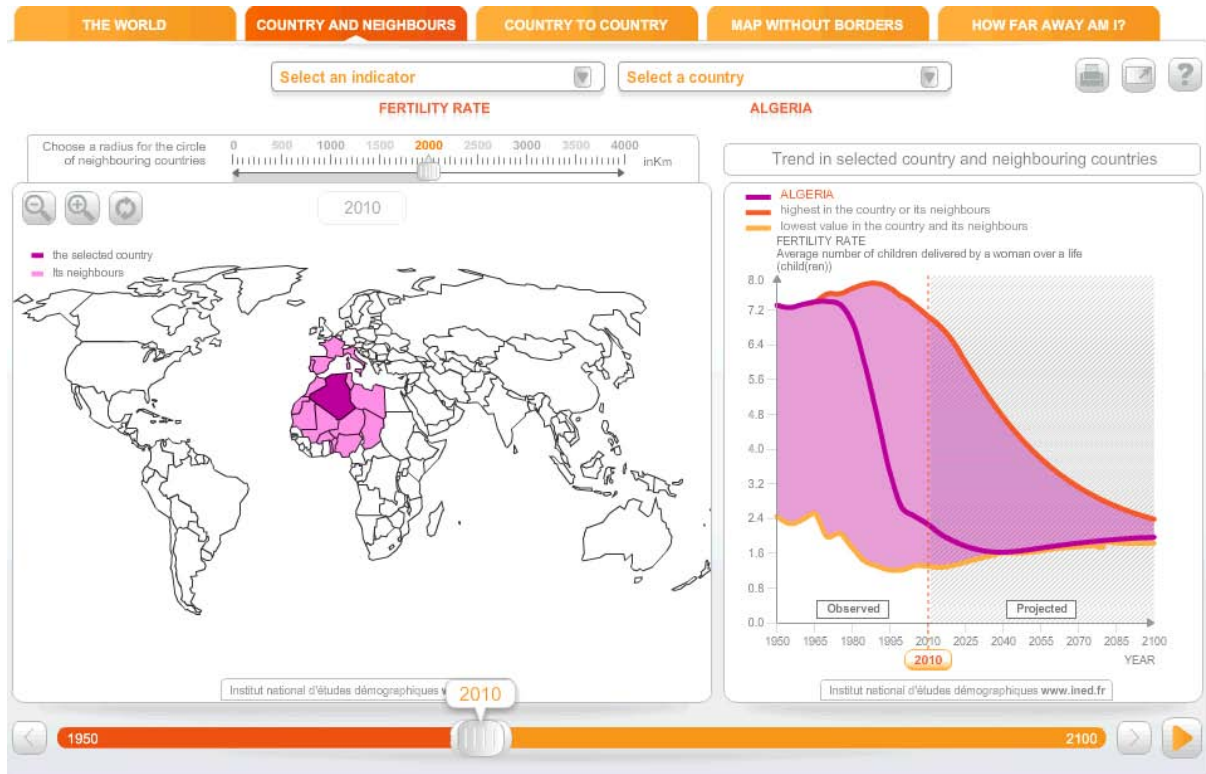 THE WORLD
COUNTRY AND NEIGHBOURS
COUNTRY TO COUNTRY
MAP WITHOUT BORDERS
HOW FAR AWAY AM I?
Select an indicator
Select a country
?
FERTILITY RATE
ALGERIA
Choose a radius for the circle
of neighbouring countries
0 500 1000 1500 2000 2500 3000 3500 4000
inKm
2010
the selected country
Its neighbours
Institut national d'études démographiques
Trend in selected country and neighbouring countries
ALGERIA
highest in the country or its neighbours
lowest value in the country and its neighbours
FERTILITY RATE
Average number of children delivered by a woman over a life
(child(ren))
8.0
7.2
6.4
5.6
4.8
4.0
3.2
2.4
1.6
0.8
0.0
Observed
Projected
1950 1965 1980 1995 2010 2025 2040 2055 2070 2085 2100
2010
YEAR
Institut national d'études démographiques www.ined.fr
2010
1950
2100